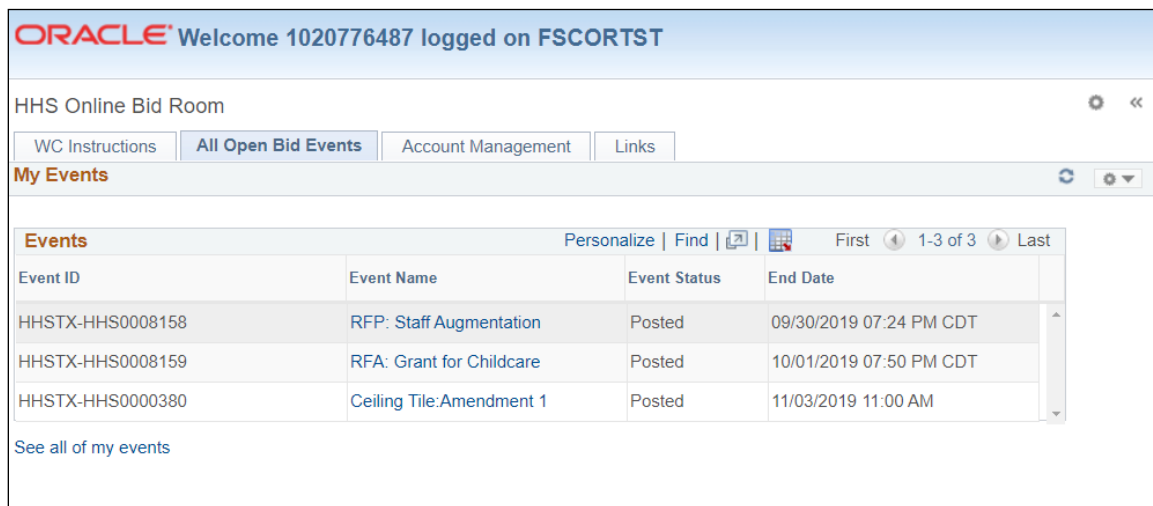 ORACLE Welcome 1020776487 logged on FSCORTST
HHS Online Bid Room
WC Instructions All Open Bid Events Account Management Links
My Events
Events Personalize | Find | | First 1-3 of 3 Last
Event ID Event Name Event Status End Date
HHSTX-HHS0008158 RFP: Staff Augmentation Posted 09/30/2019 07:24 PM CDT
HHSTX-HHS0008159 RFA: Grant for Childcare Posted 10/01/2019 07:50 PM CDT
HHSTX-HHS0000380 Ceiling Tile:Amendment 1 Posted 11/03/2019 11:00 AM
See all of my events